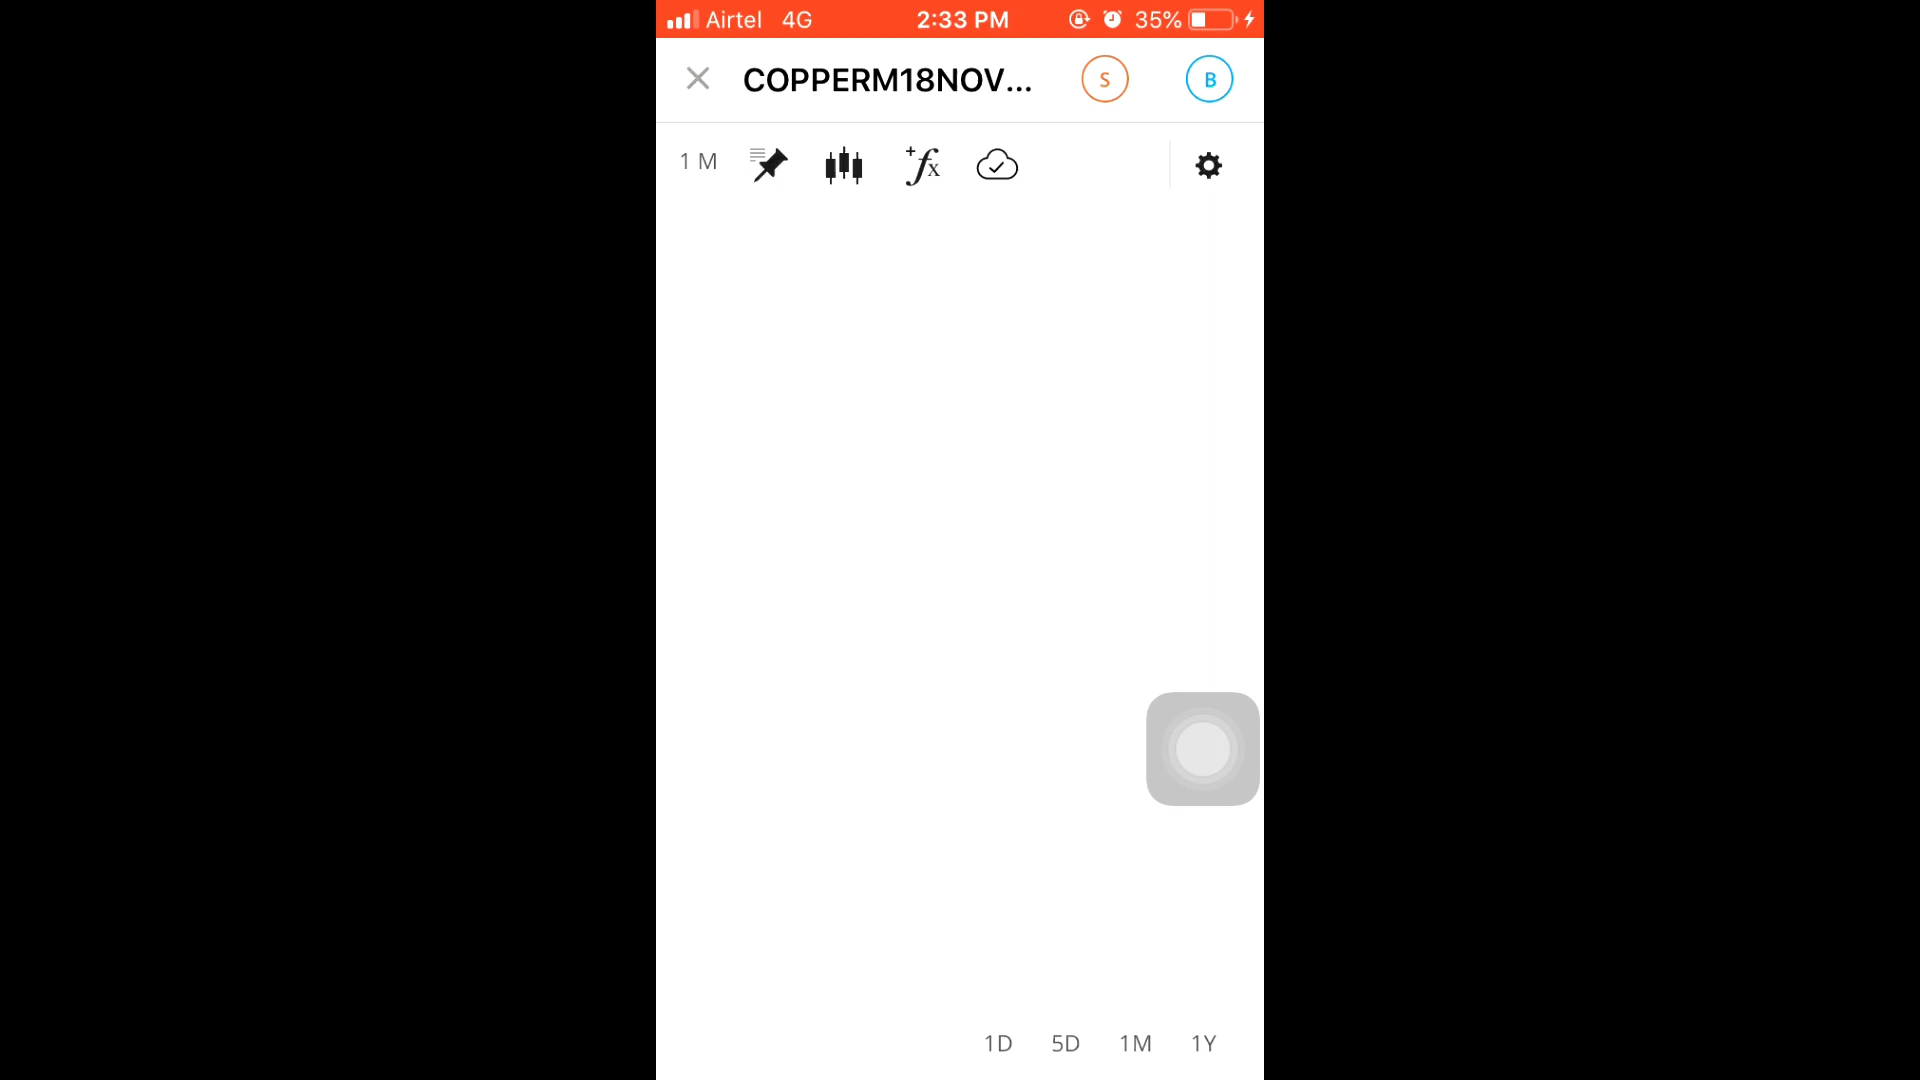 Airtel 4G 2:33 PM 35%
COPPERM18NOV... S B
1 M +fx
1D 5D 1M 1Y